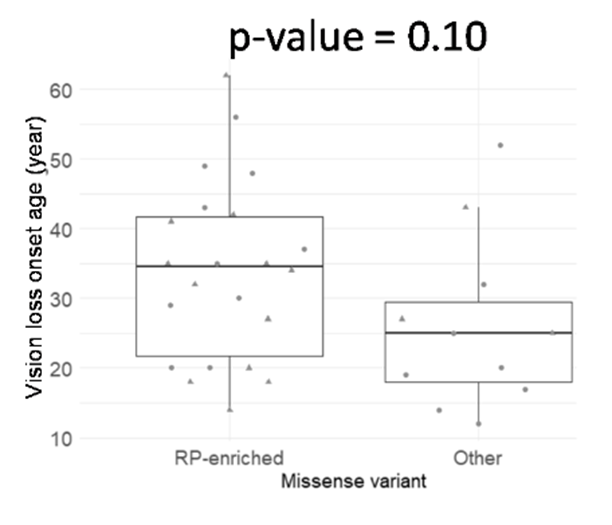 p-value = 0.10
Vision loss onset age (year)
60
50
40
30
20
10
RP-enriched
Other
Missense variant